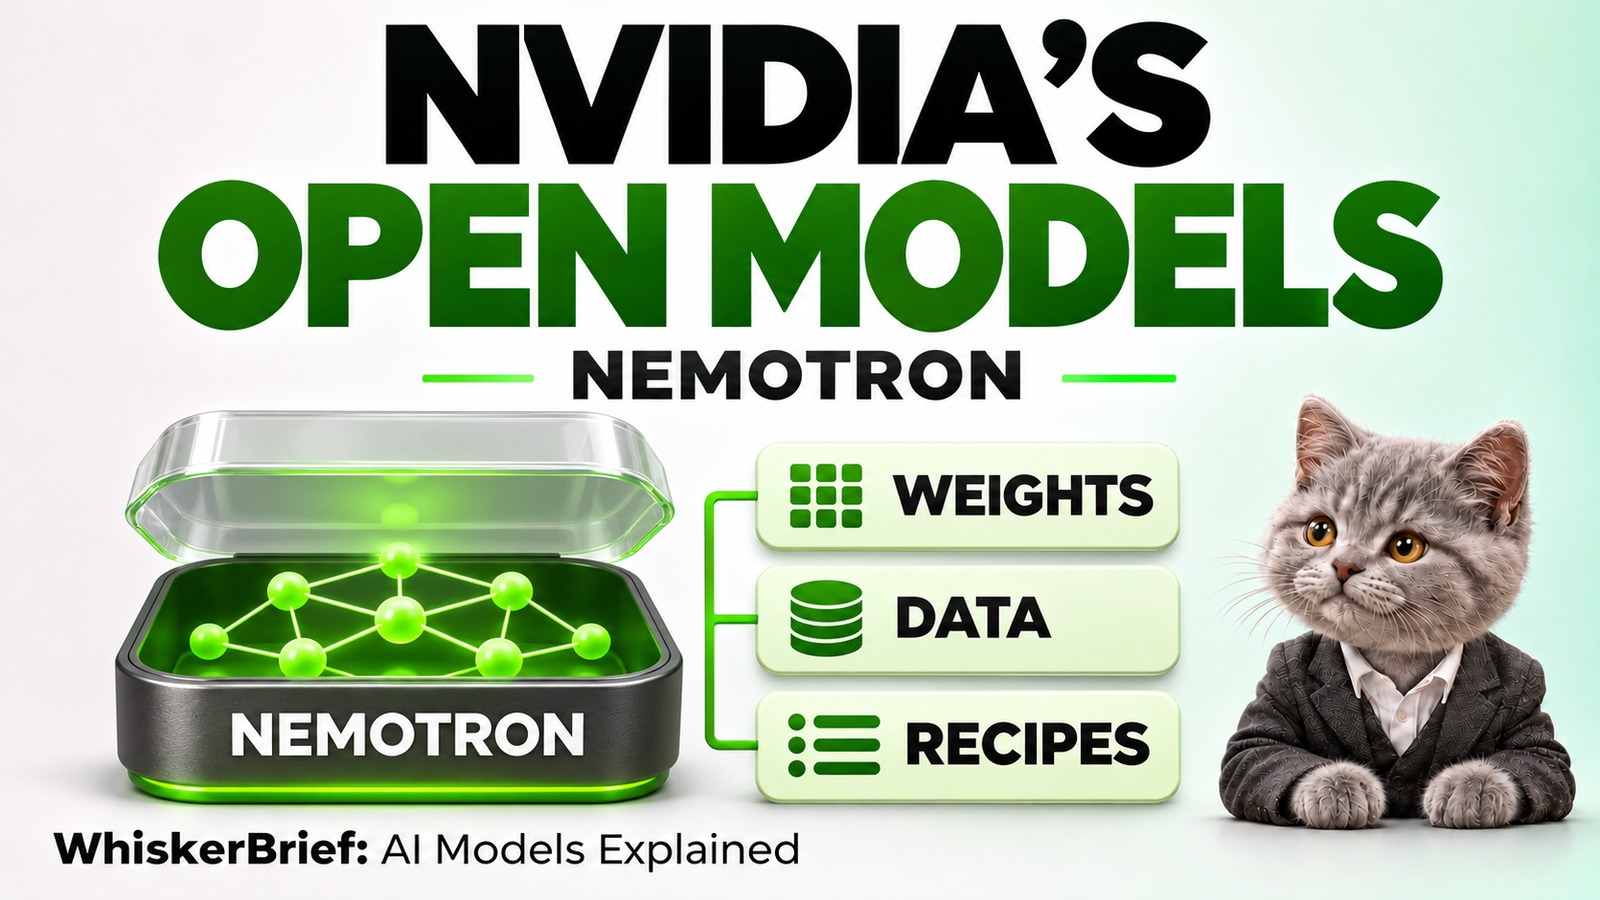 NVIDIA’S
OPEN MODELS
NEMOTRON
NEMOTRON
WEIGHTS
DATA
RECIPES
WhiskerBrief: AI Models Explained